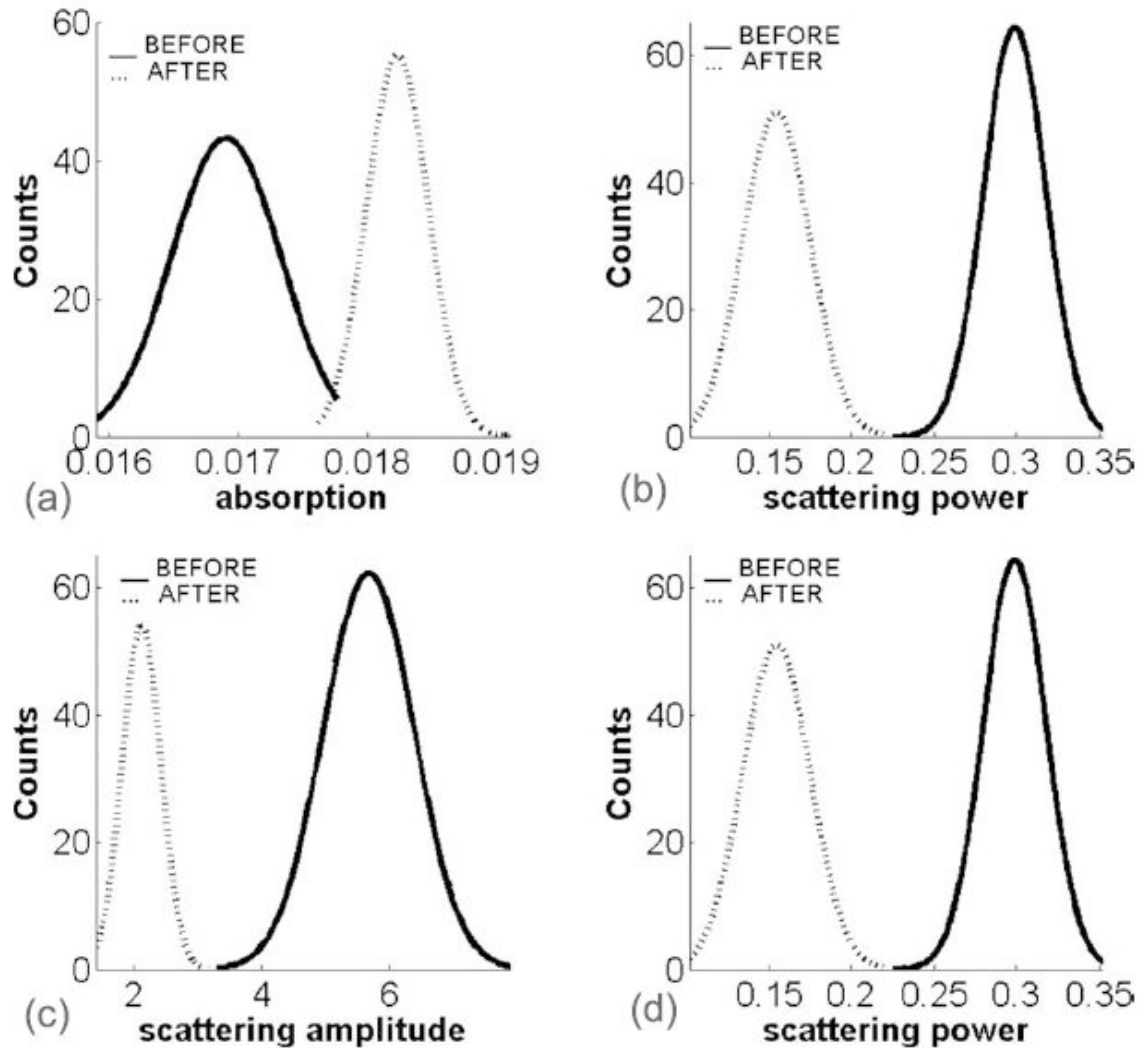 60
BEFORE
AFTER
40
20
0
Counts
0.016 0.017 0.018 0.019
absorption
(a)
60
BEFORE
AFTER
40
20
0
Counts
0.15 0.2 0.25 0.3 0.35
scattering power
(b)
60
BEFORE
AFTER
40
20
0
Counts
2 4 6
scattering amplitude
(c)
60
BEFORE
AFTER
40
20
0
Counts
0.15 0.2 0.25 0.3 0.35
scattering power
(d)